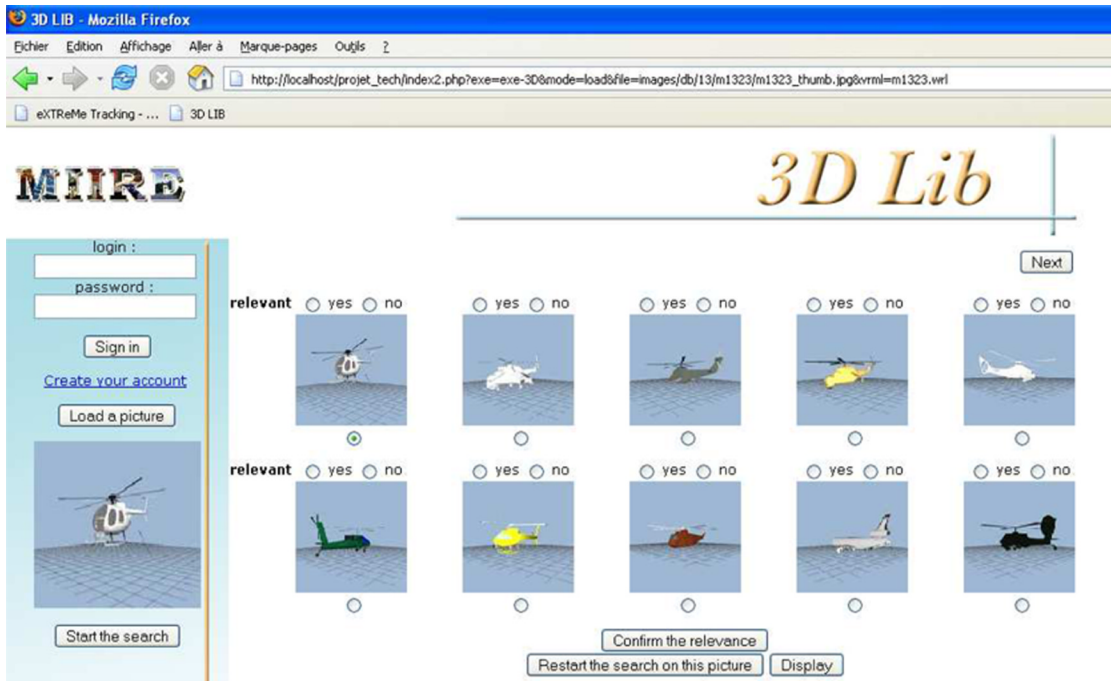 3D LIB - Mozilla Firefox
Fichier Edition Affichage Aller à Marque-pages Outils ?
http://localhost/projet_tech/index2.php?exe=exe-3D&mode=load&file=images/db/13/m1323/m1323_thumb.jpg&vrml=m1323.wrl
eXTReMe Tracking - ... 3D LIB
MIIRE
3D Lib
login :
password :
Sign in
Create your account
Load a picture
Start the search
Next
relevant yes no yes no yes no yes no yes no
relevant yes no yes no yes no yes no yes no
Confirm the relevance
Restart the search on this picture Display